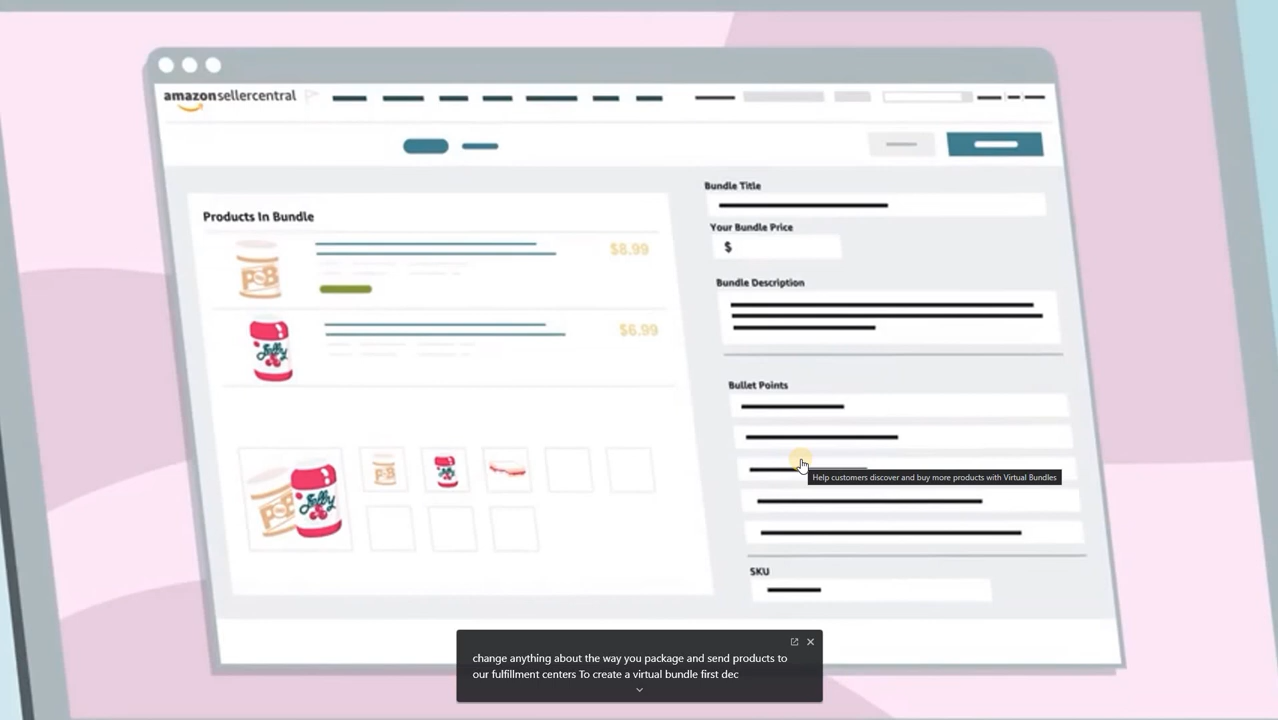 amazonsellercentral
Products In Bundle
P&B
$8.99
Jelly
$6.99
Bundle Title
Your Bundle Price
$
Bundle Description
Bullet Points
Help customers discover and buy more products with Virtual Bundles
SKU
P&B
Jelly
change anything about the way you package and send products to
our fulfillment centers To create a virtual bundle first dec